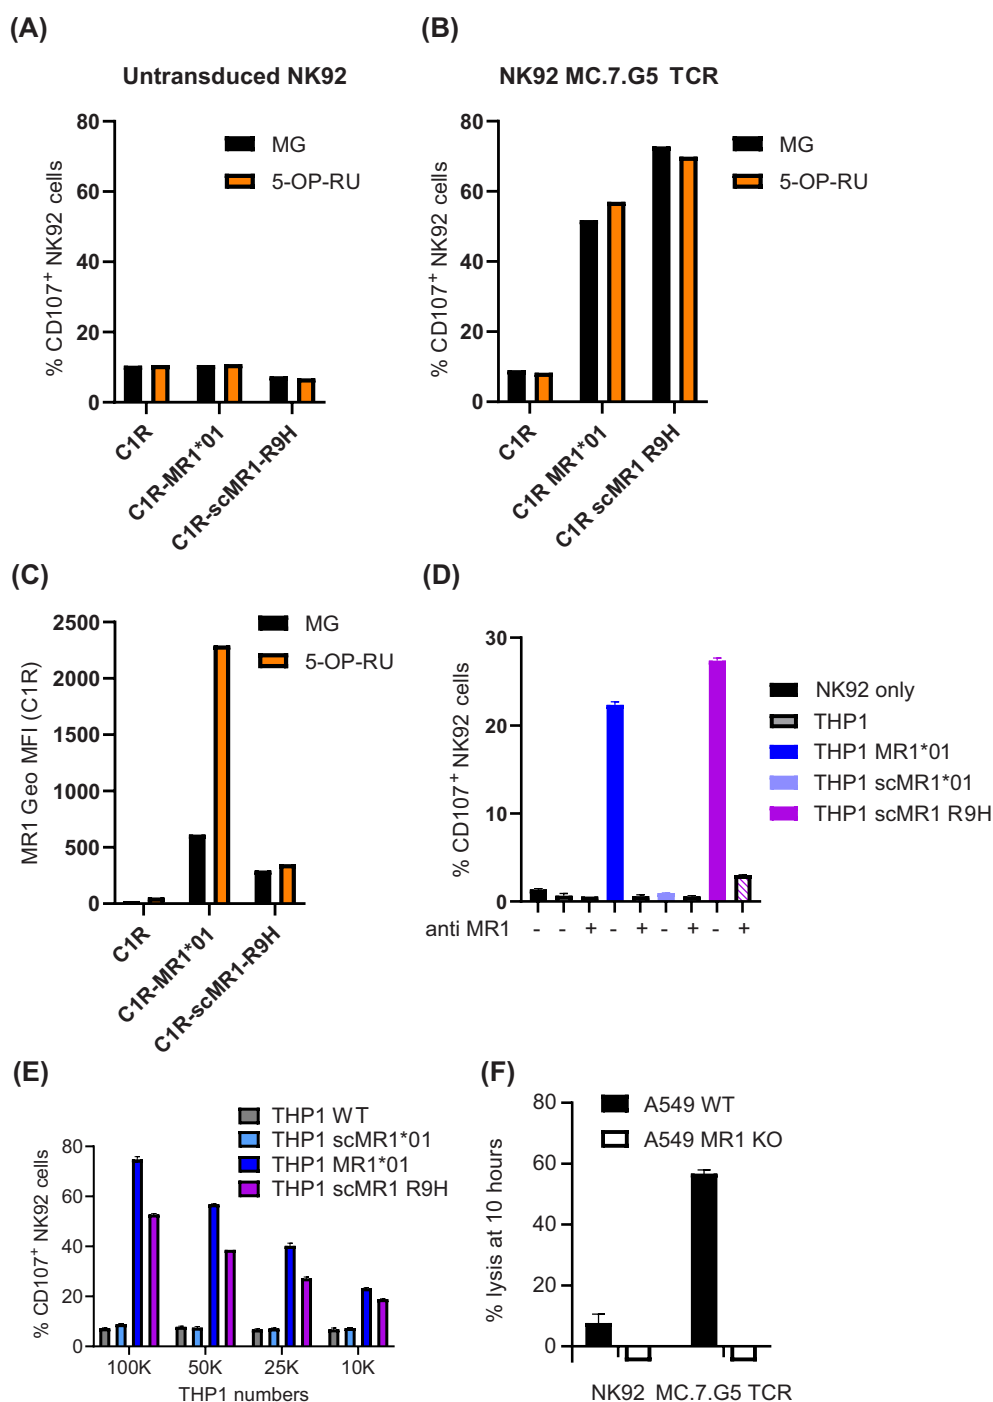 (A)
Untransduced NK92
% CD107+ NK92 cells
80
60
40
20
0
MG
5-OP-RU
C1R
C1R-MR1*01
C1R-scMR1-R9H
(B)
NK92 MC.7.G5 TCR
% CD107+ NK92 cells
80
60
40
20
0
MG
5-OP-RU
C1R
C1R MR1*01
C1R scMR1 R9H
(C)
MR1 Geo MFI (C1R)
2500
2000
1500
1000
500
0
MG
5-OP-RU
C1R
C1R-MR1*01
C1R-scMR1-R9H
(D)
% CD107+ NK92 cells
30
20
10
0
anti MR1 - - + - + - + - +
NK92 only
THP1
THP1 MR1*01
THP1 scMR1*01
THP1 scMR1 R9H
(E)
% CD107+ NK92 cells
80
60
40
20
0
THP1 WT
THP1 scMR1*01
THP1 MR1*01
THP1 scMR1 R9H
100K 50K 25K 10K
THP1 numbers
(F)
% lysis at 10 hours
80
60
40
20
0
A549 WT
A549 MR1 KO
NK92 MC.7.G5 TCR